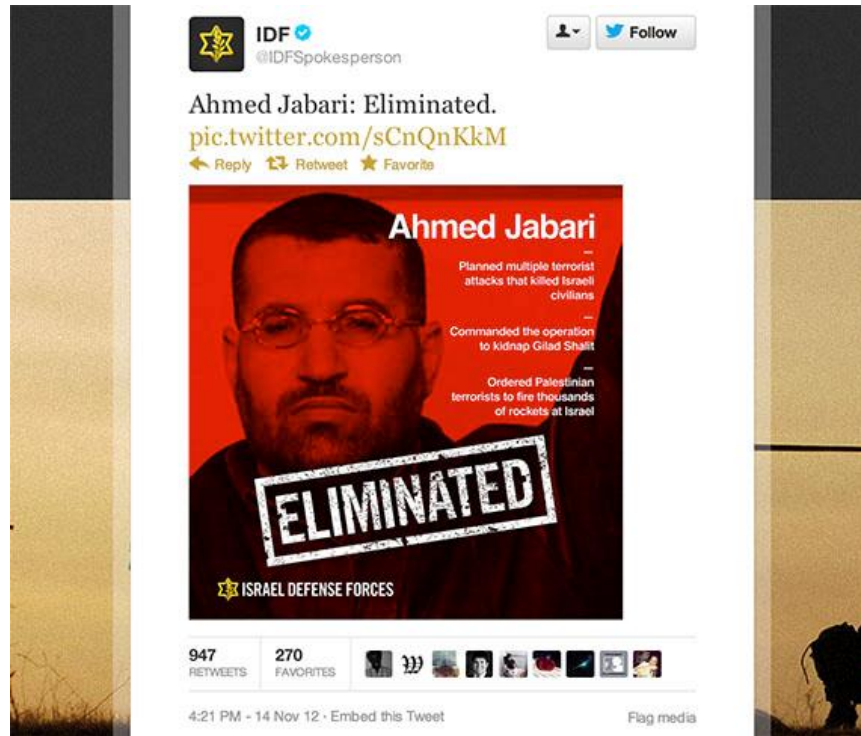 IDF
@IDFSpokesperson
Follow
Ahmed Jabari: Eliminated.
pic.twitter.com/sCnQnKkM
Reply Retweet Favorite
Ahmed Jabari
Planned multiple terrorist
attacks that killed Israeli
civilians
Commanded the operation
to kidnap Gilad Shalit
Ordered Palestinian
terrorists to fire thousands
of rockets at Israel
ELIMINATED
ISRAEL DEFENSE FORCES
947 270
RETWEETS FAVORITES
4:21 PM - 14 Nov 12 · Embed this Tweet
Flag media